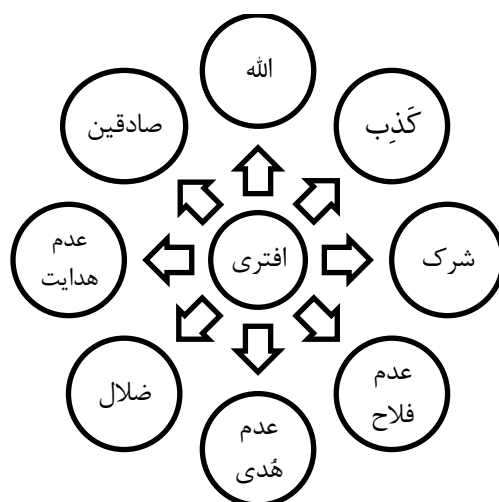 الله
کَذِب
صادقین
افتری
شرک
عدم
هدایت
عدم
فلاح
ضلال
عدم
هُدی